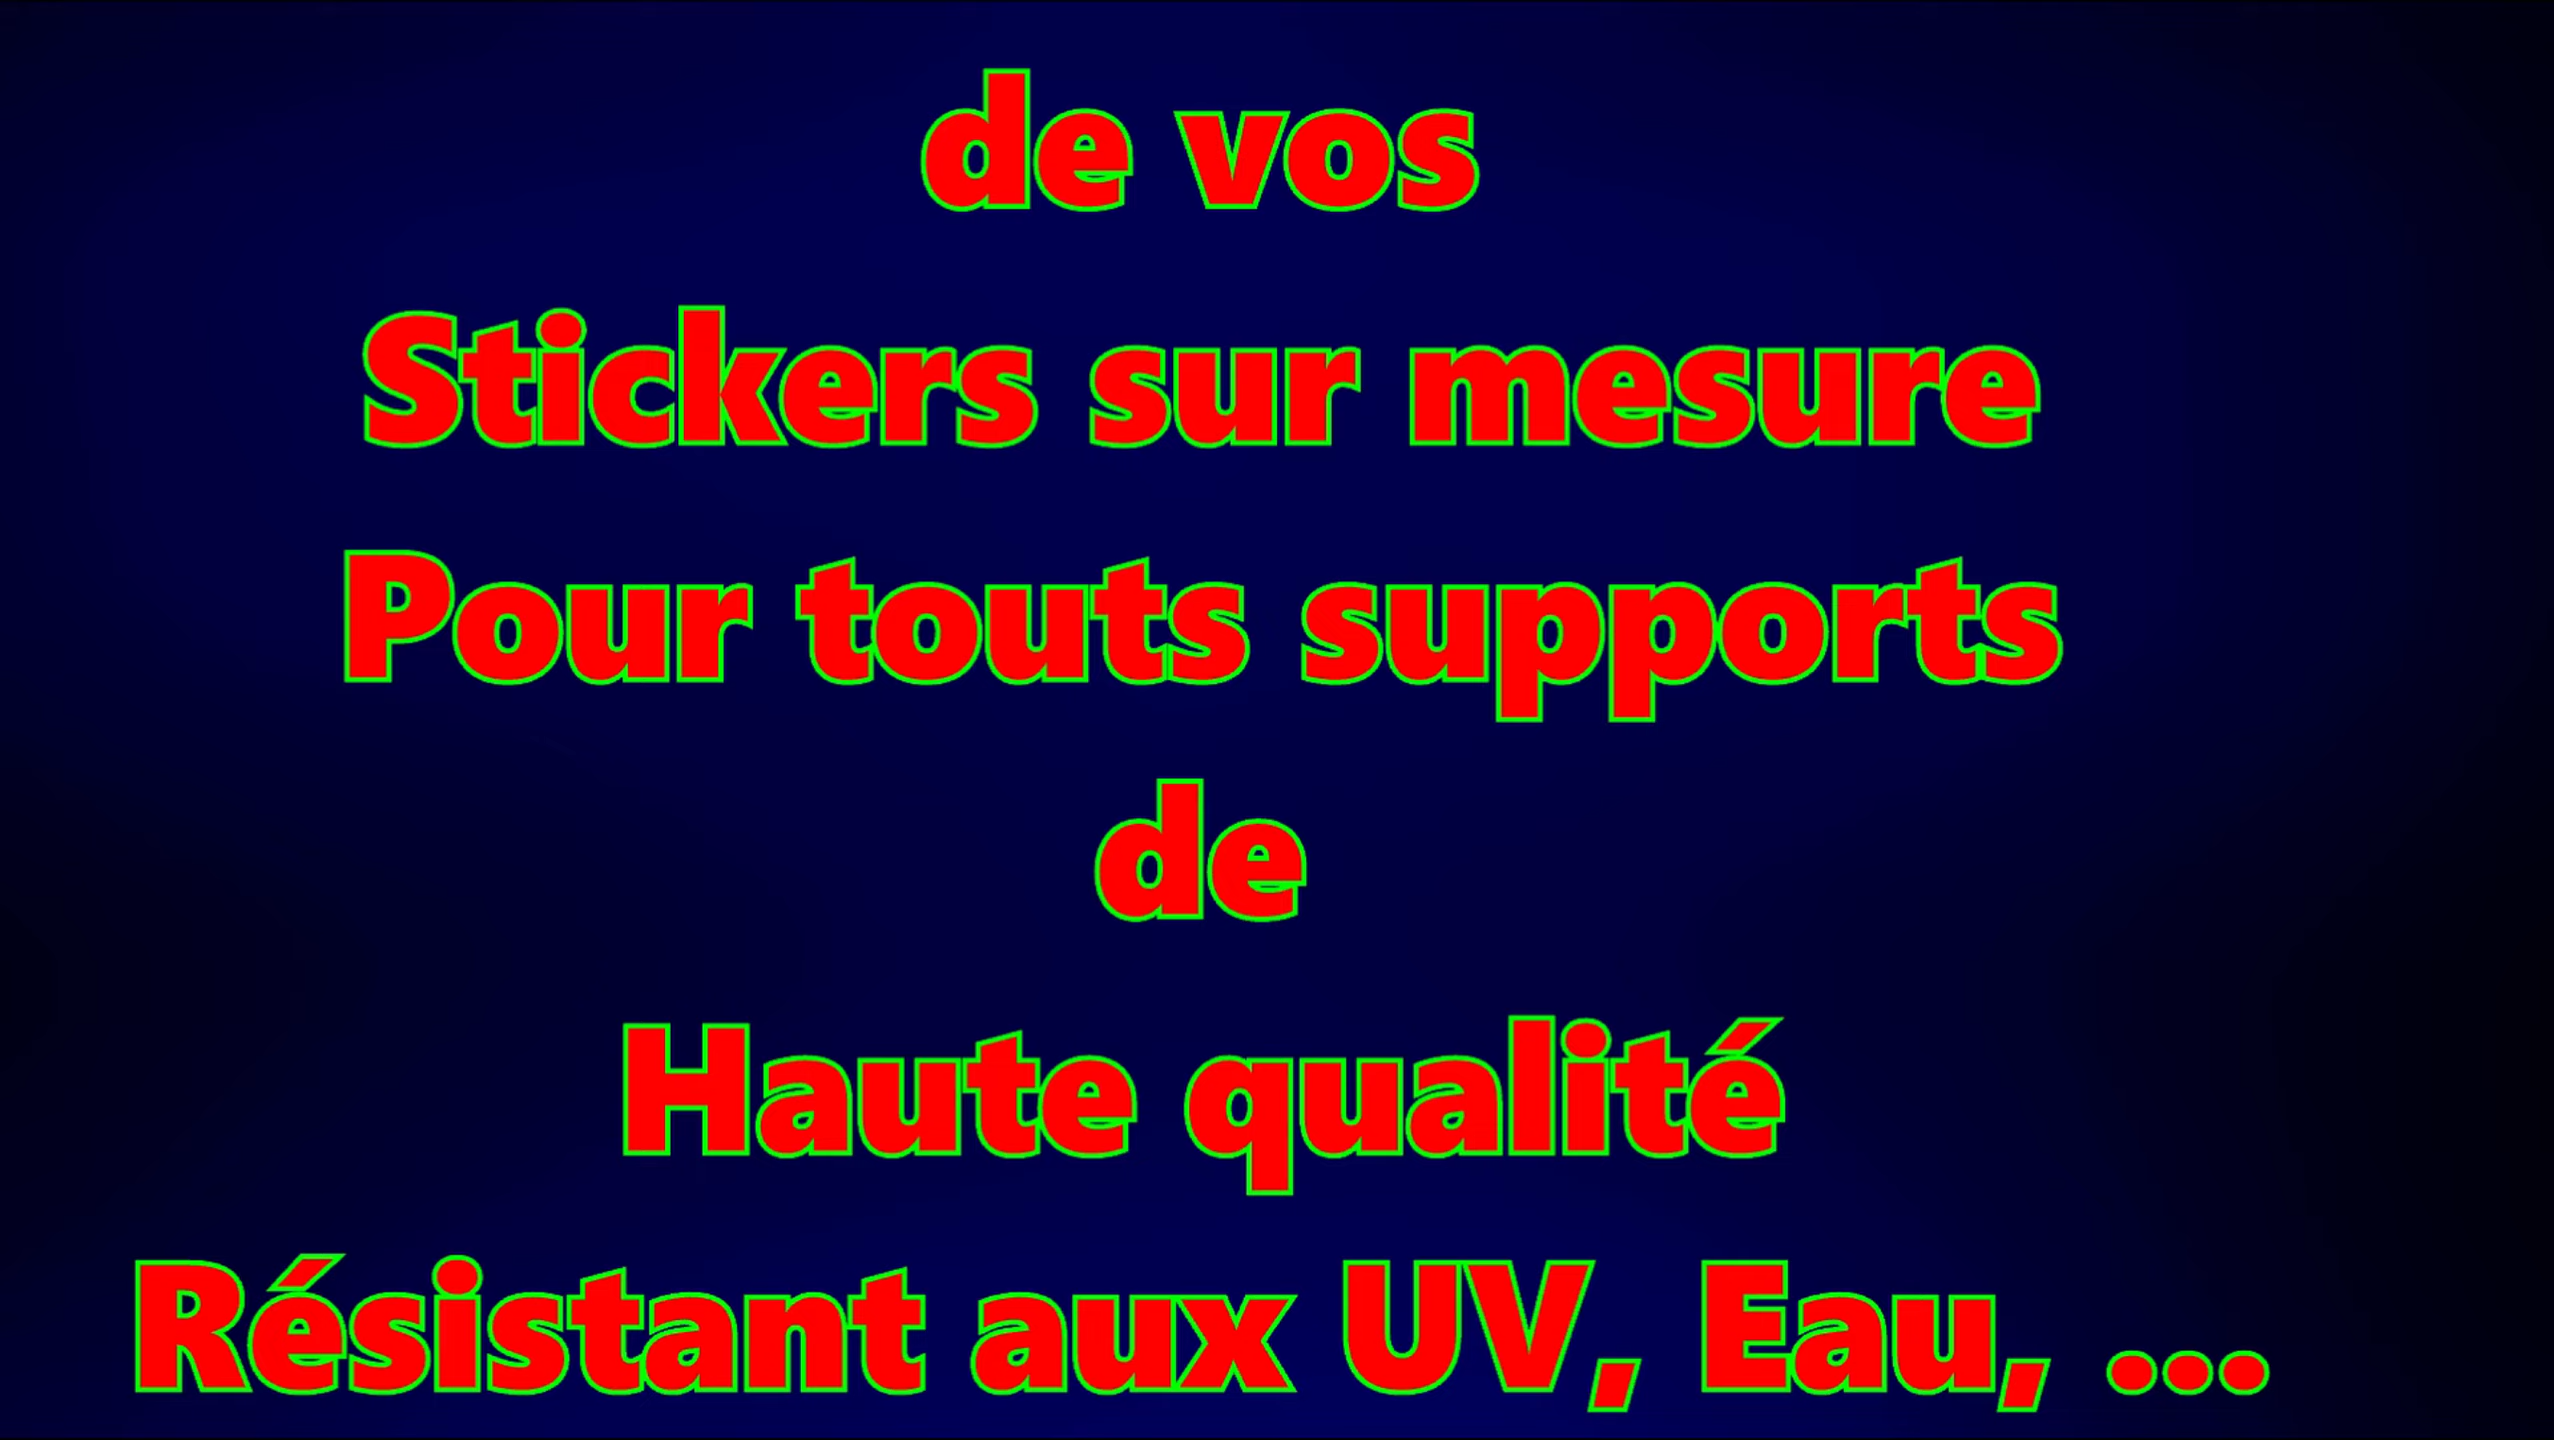 de vos
Stickers sur mesure
Pour touts supports
de
Haute qualité
Résistant aux UV, Eau, ...